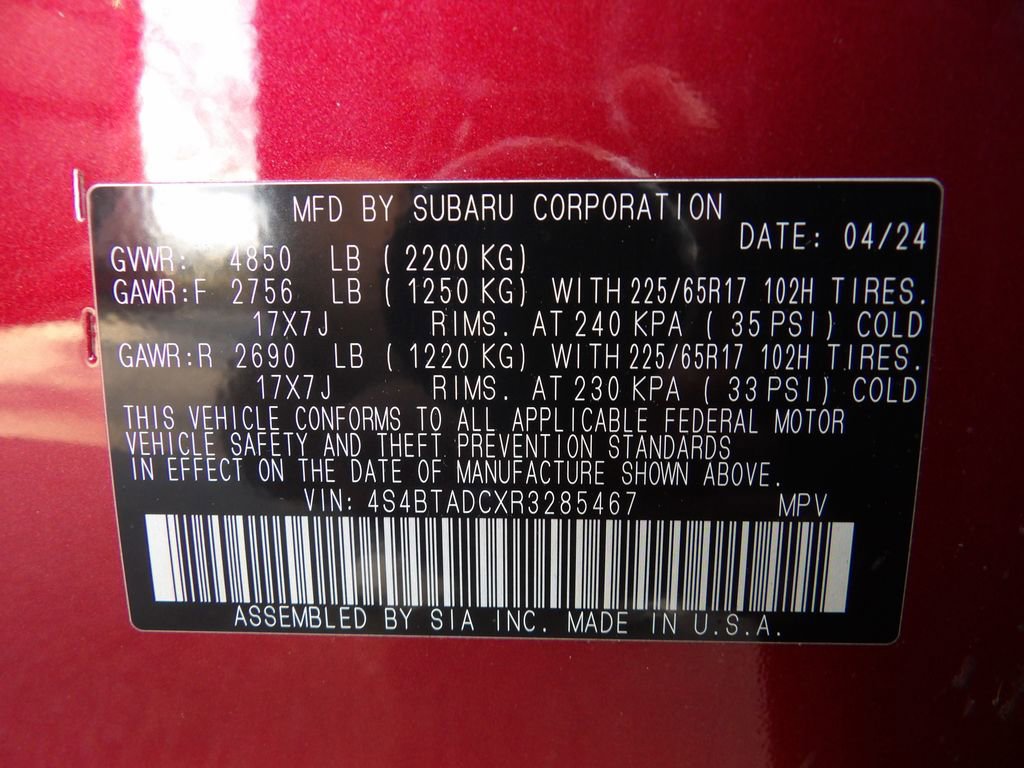 MFD BY SUBARU CORPORATION
DATE: 04/24
GVWR: 4850 LB ( 2200 KG)
GAWR:F 2756 LB ( 1250 KG) WITH 225/65R17 102H TIRES.
17X7J RIMS. AT 240 KPA ( 35 PSI) COLD
GAWR:R 2690 LB ( 1220 KG) WITH 225/65R17 102H TIRES.
17X7J RIMS. AT 230 KPA ( 33 PSI) COLD
THIS VEHICLE CONFORMS TO ALL APPLICABLE FEDERAL MOTOR
VEHICLE SAFETY AND THEFT PREVENTION STANDARDS
IN EFFECT ON THE DATE OF MANUFACTURE SHOWN ABOVE.
VIN: 4S4BTADCXR3285467 MPV
ASSEMBLED BY SIA INC. MADE IN U.S.A.